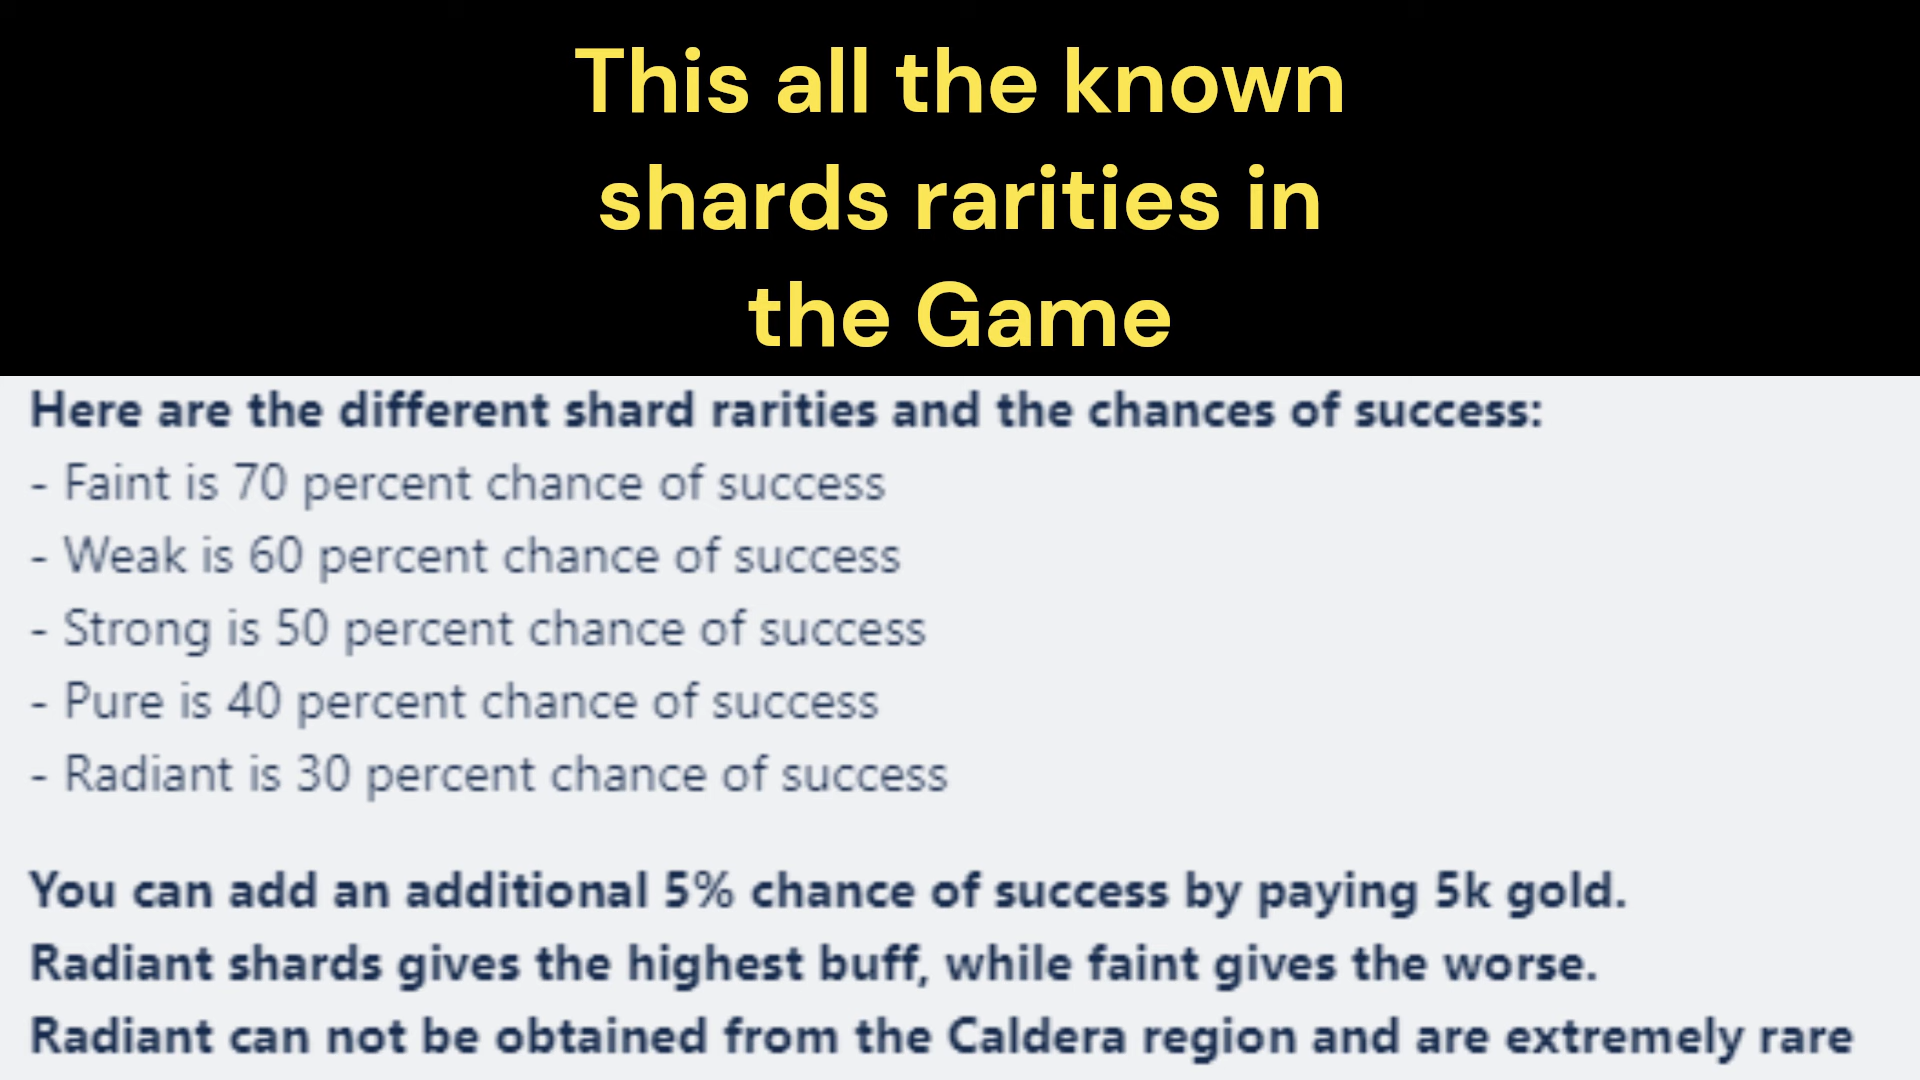 This all the known
shards rarities in
the Game
Here are the different shard rarities and the chances of success:
- Faint is 70 percent chance of success
- Weak is 60 percent chance of success
- Strong is 50 percent chance of success
- Pure is 40 percent chance of success
- Radiant is 30 percent chance of success
You can add an additional 5% chance of success by paying 5k gold.
Radiant shards gives the highest buff, while faint gives the worse.
Radiant can not be obtained from the Caldera region and are extremely rare